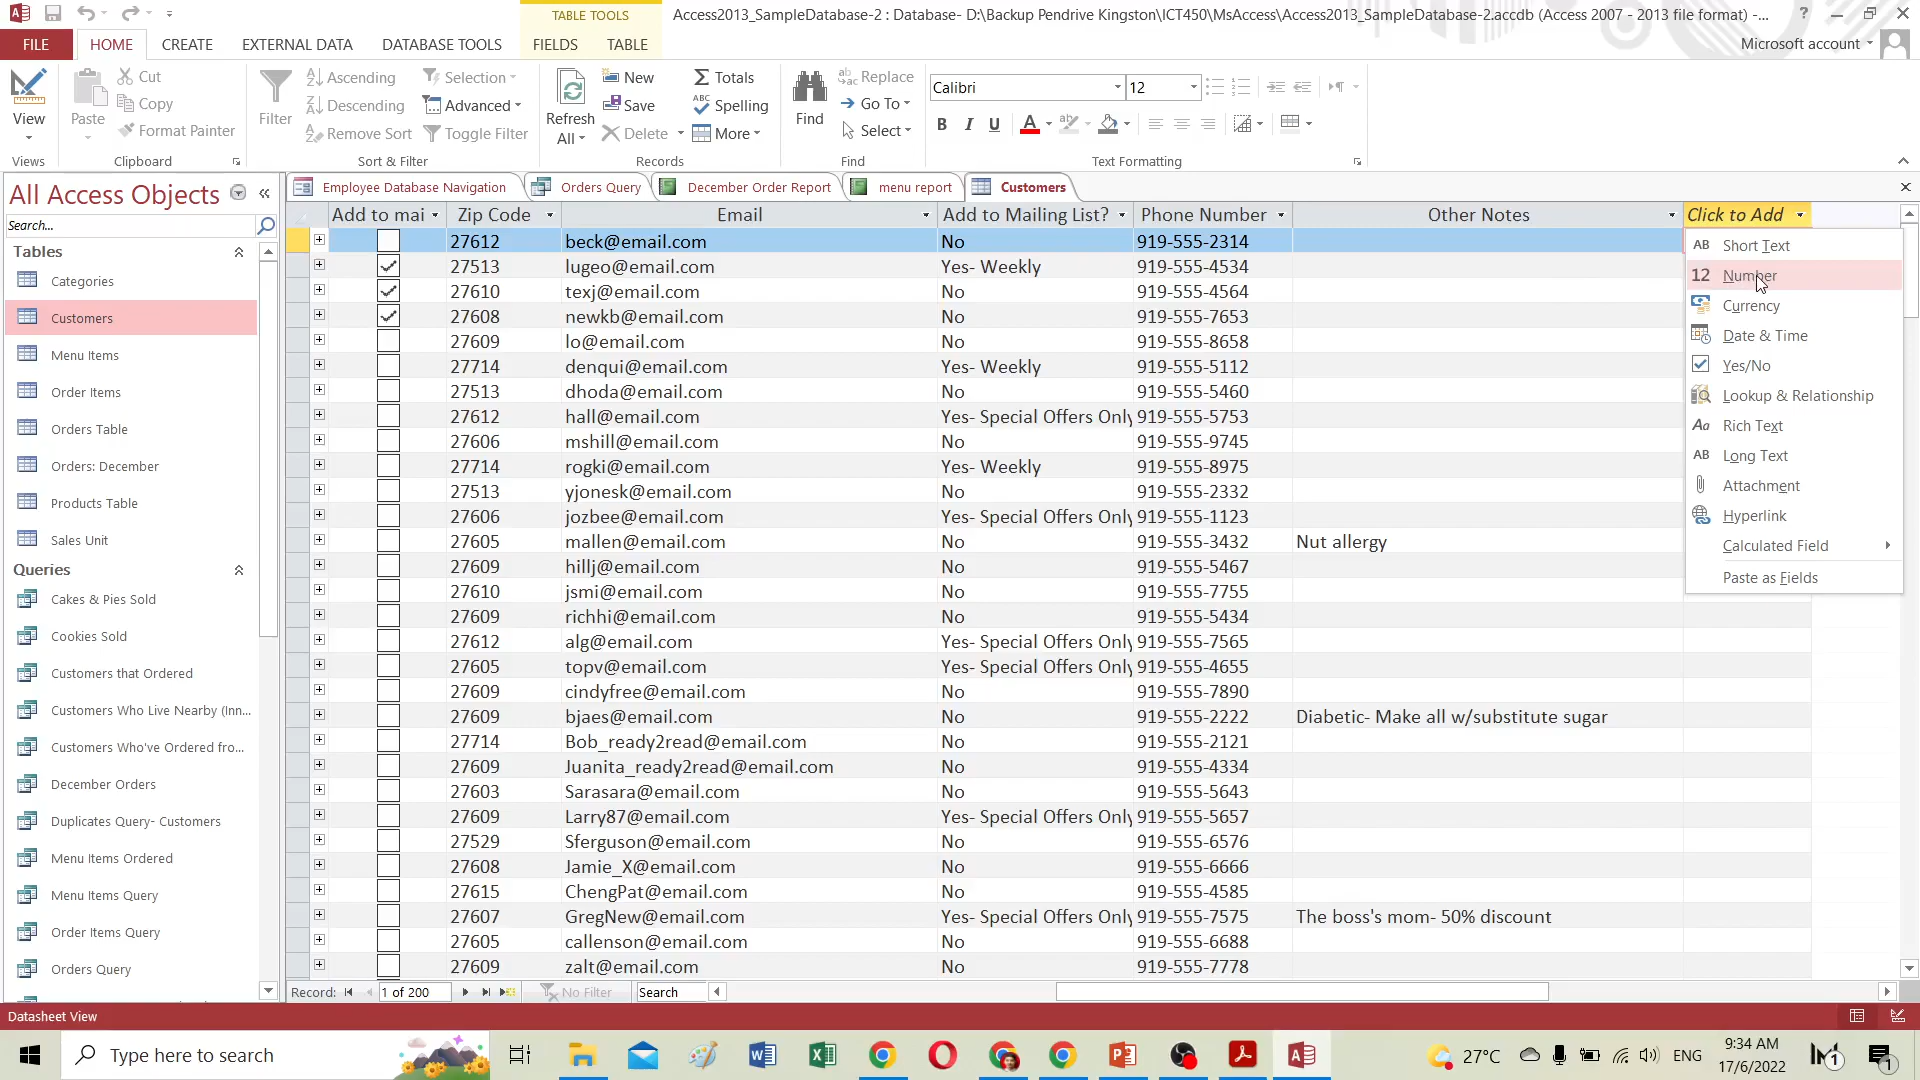 TABLE TOOLS
Access2013_SampleDatabase-2 : Database- D:\Backup Pendrive Kingston\ICT450\MsAccess\Access2013_SampleDatabase-2.accdb (Access 2007 - 2013 file format) -...
FILE HOME CREATE EXTERNAL DATA DATABASE TOOLS FIELDS TABLE Microsoft account
View
Views
Paste
Cut
Copy
Format Painter
Clipboard
Filter
Ascending
Descending
Remove Sort
Selection
Advanced
Toggle Filter
Sort & Filter
Refresh
All
New
Save
Delete
Totals
Spelling
More
Records
Find
Replace
Go To
Select
Find
Calibri 12
B I U A
Text Formatting
All Access Objects
Search...
Tables
Categories
Customers
Menu Items
Order Items
Orders Table
Orders: December
Products Table
Sales Unit
Queries
Cakes & Pies Sold
Cookies Sold
Customers that Ordered
Customers Who Live Nearby (Inn...
Customers Who've Ordered fro...
December Orders
Duplicates Query- Customers
Menu Items Ordered
Menu Items Query
Order Items Query
Orders Query
Employee Database Navigation Orders Query December Order Report menu report Customers
Add to mai Zip Code Email Add to Mailing List? Phone Number Other Notes Click to Add
27612 beck@email.com No 919-555-2314
27513 lugeo@email.com Yes- Weekly 919-555-4534
27610 texj@email.com No 919-555-4564
27608 newkb@email.com No 919-555-7653
27609 lo@email.com No 919-555-8658
27714 denqui@email.com Yes- Weekly 919-555-5112
27513 dhoda@email.com No 919-555-5460
27612 hall@email.com Yes- Special Offers Only 919-555-5753
27606 mshill@email.com No 919-555-9745
27714 rogki@email.com Yes- Weekly 919-555-8975
27513 yjonesk@email.com No 919-555-2332
27606 jozbee@email.com Yes- Special Offers Only 919-555-1123
27605 mallen@email.com No 919-555-3432 Nut allergy
27609 hillj@email.com No 919-555-5467
27610 jsmi@email.com No 919-555-7755
27609 richhi@email.com No 919-555-5434
27612 alg@email.com Yes- Special Offers Only 919-555-7565
27605 topv@email.com Yes- Special Offers Only 919-555-4655
27609 cindyfree@email.com No 919-555-7890
27609 bjaes@email.com No 919-555-2222 Diabetic- Make all w/substitute sugar
27714 Bob_ready2read@email.com No 919-555-2121
27609 Juanita_ready2read@email.com No 919-555-4334
27603 Sarasara@email.com No 919-555-5643
27609 Larry87@email.com Yes- Special Offers Only 919-555-5657
27529 Sferguson@email.com No 919-555-6576
27608 Jamie_X@email.com No 919-555-6666
27615 ChengPat@email.com No 919-555-4585
27607 GregNew@email.com Yes- Special Offers Only 919-555-7575 The boss's mom- 50% discount
27605 callenson@email.com No 919-555-6688
27609 zalt@email.com No 919-555-7778
AB Short Text
12 Number
Currency
Date & Time
Yes/No
Lookup & Relationship
Aa Rich Text
AB Long Text
Attachment
Hyperlink
Calculated Field
Paste as Fields
Record: 1 of 200 No Filter Search
Datasheet View
Type here to search
27°C ENG
9:34 AM
17/6/2022
1
1